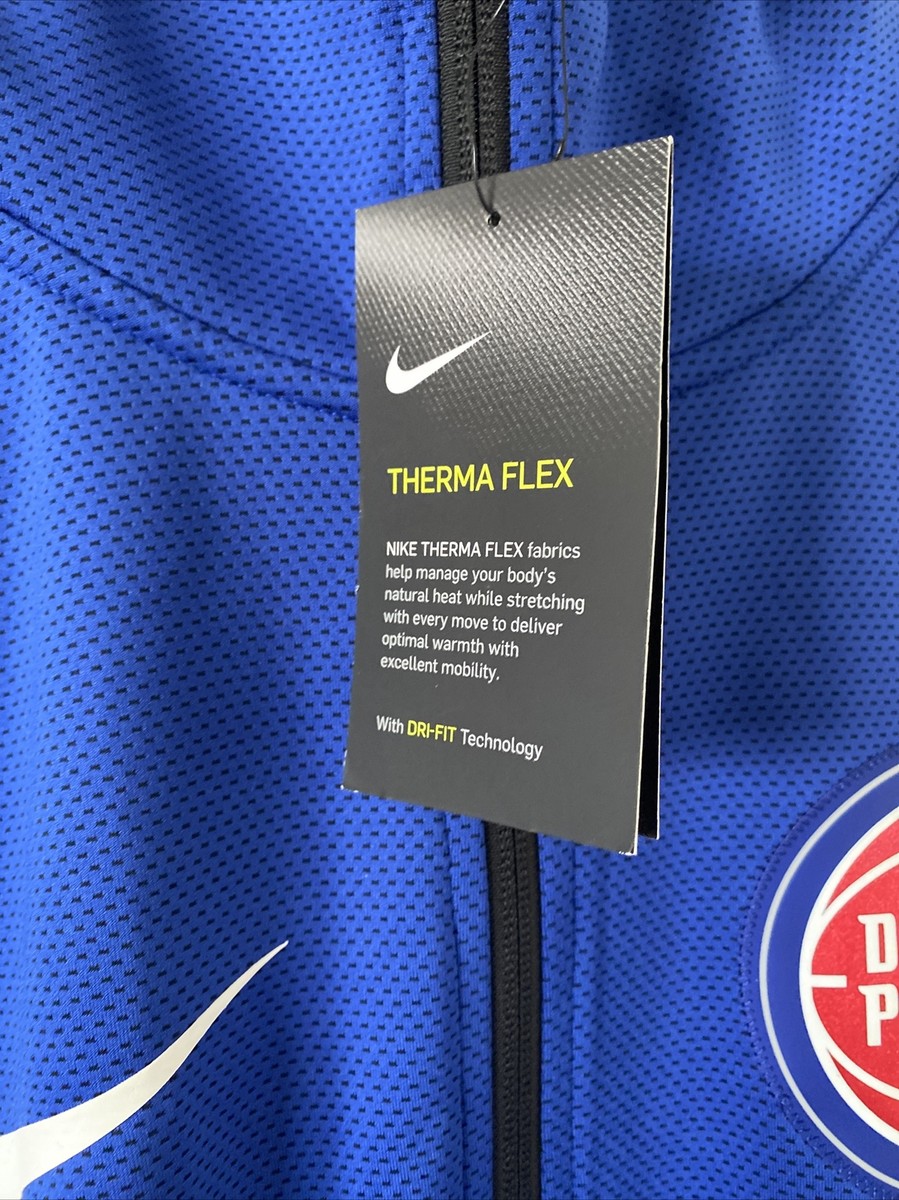 THERMA FLEX
NIKE THERMA FLEX fabrics
help manage your body's
natural heat while stretching
with every move to deliver
optimal warmth with
excellent mobility.
With DRI-FIT Technology
D
P